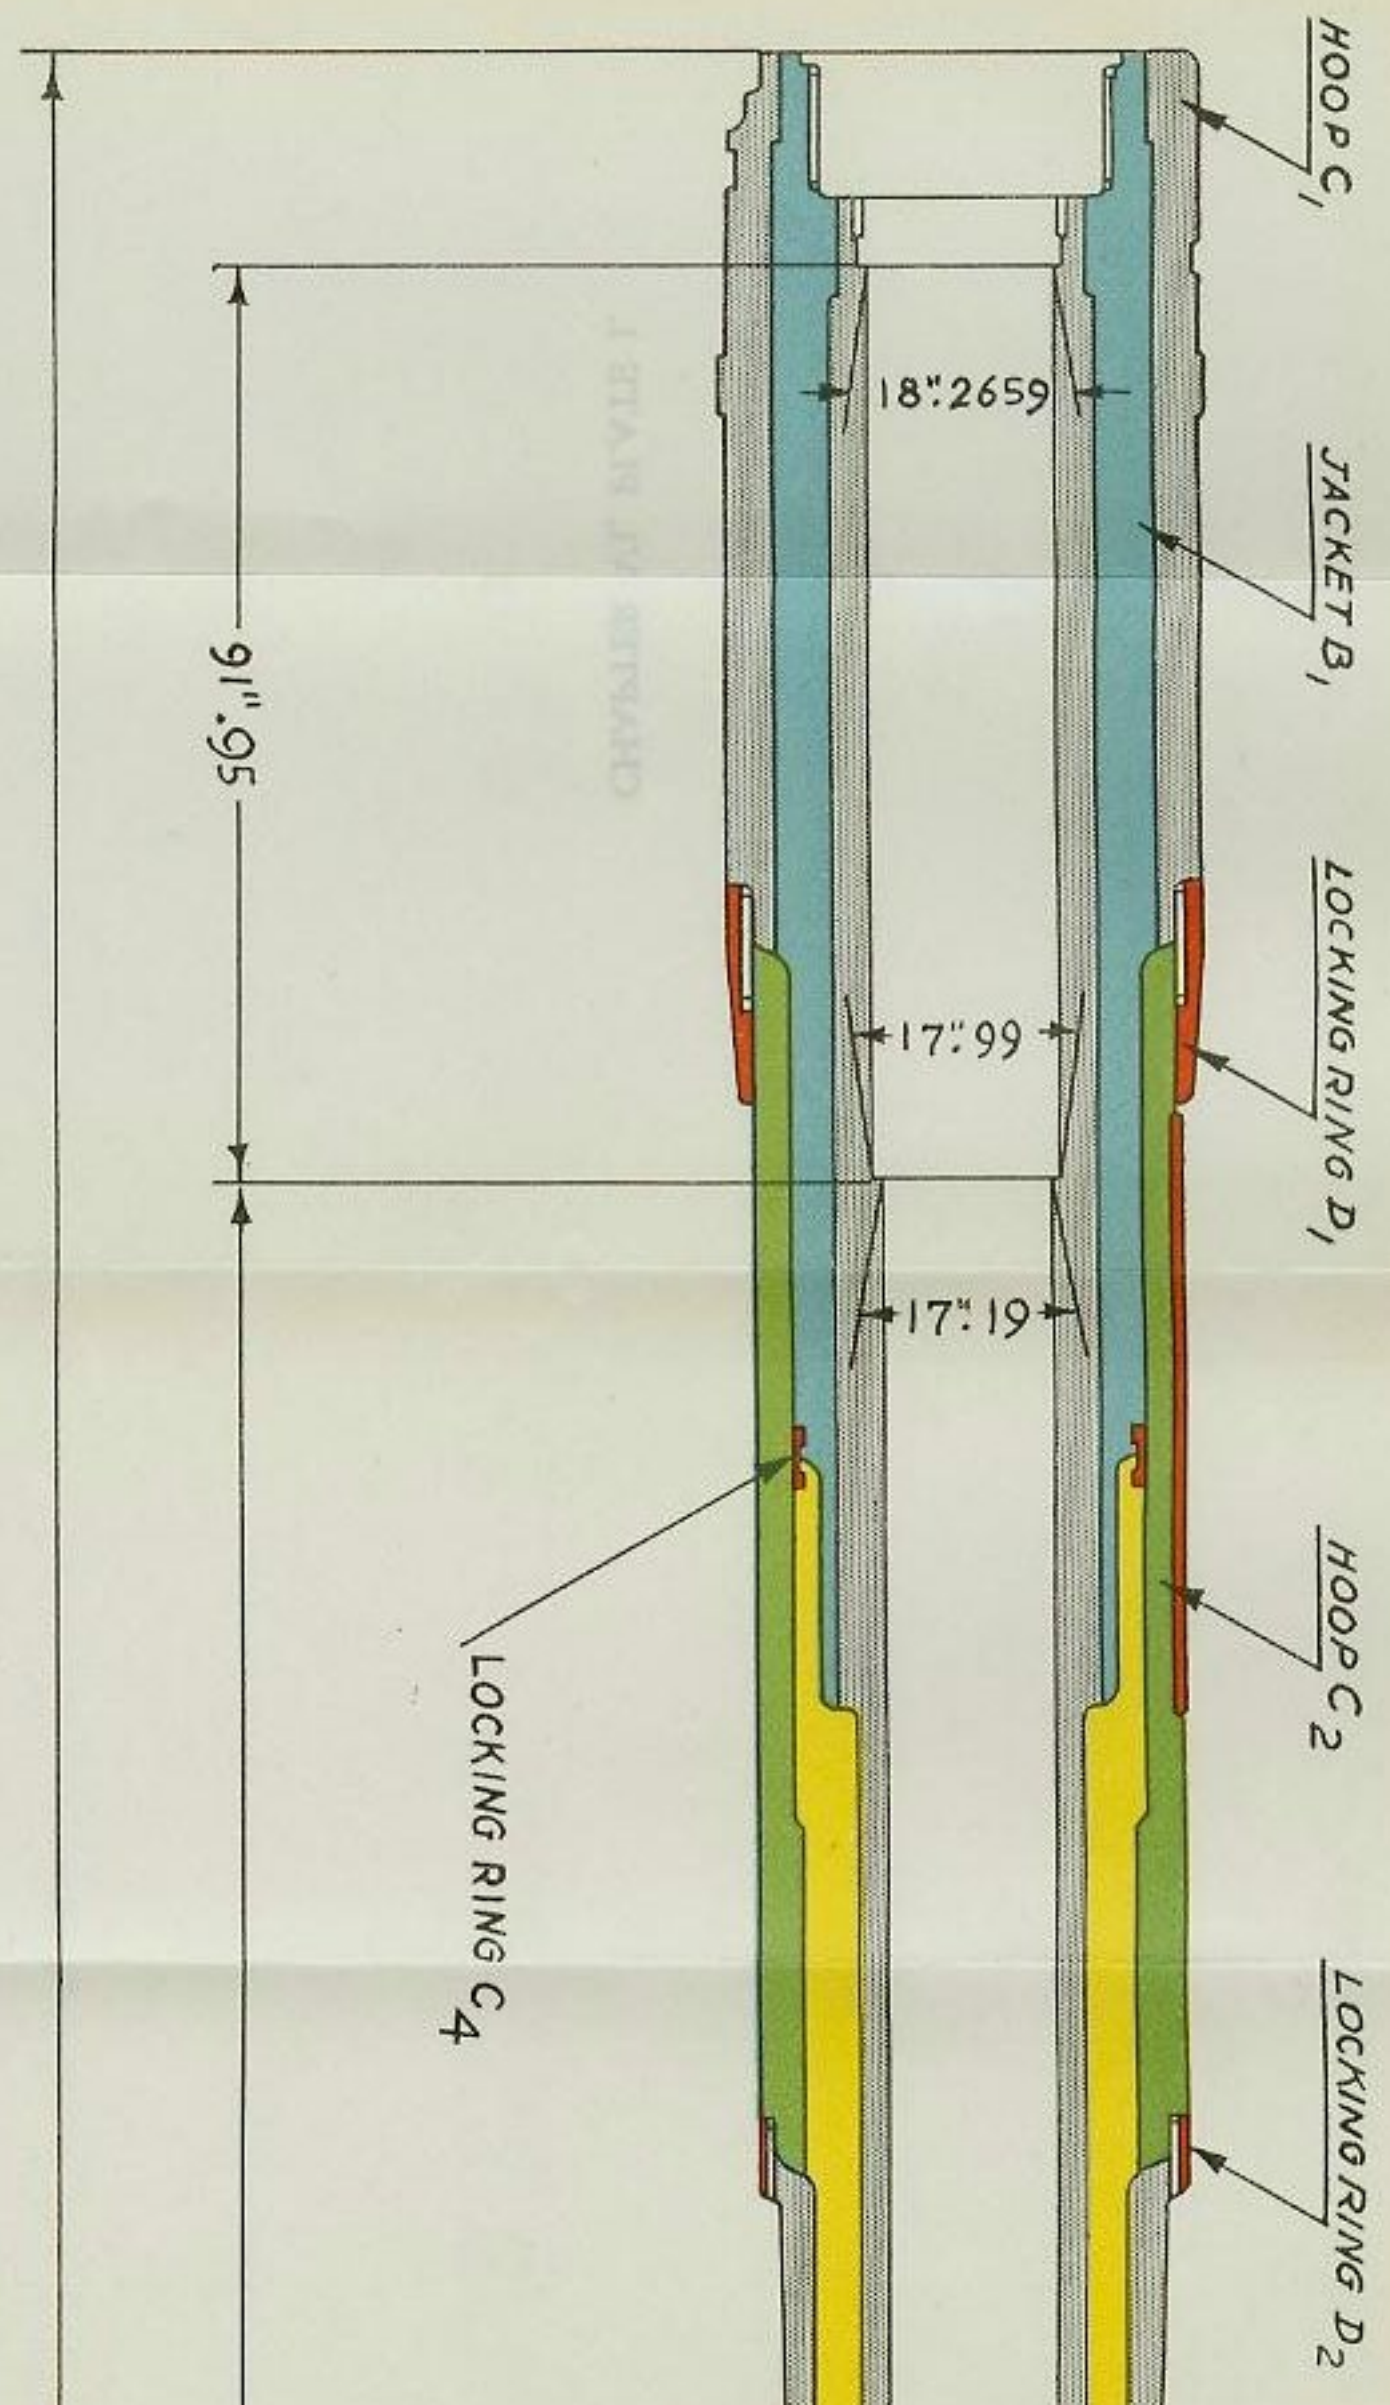 HOOP C₁
JACKET B₁
LOCKING RING D₁
HOOP C₂
LOCKING RING D₂
18".2659
91".95
17".99
17".19
LOCKING RING C₄